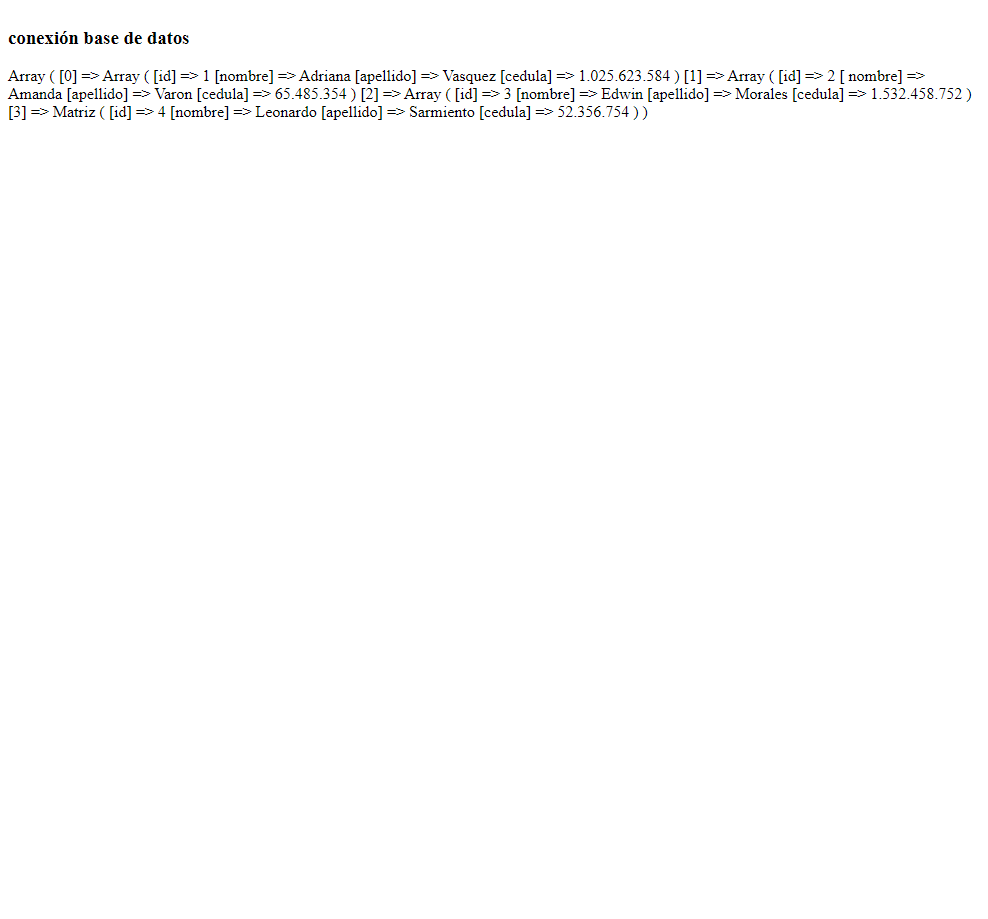 conexión base de datos
Array ( [0] => Array ( [id] => 1 [nombre] => Adriana [apellido] => Vasquez [cedula] => 1.025.623.584 ) [1] => Array ( [id] => 2 [ nombre] =>
Amanda [apellido] => Varon [cedula] => 65.485.354 ) [2] => Array ( [id] => 3 [nombre] => Edwin [apellido] => Morales [cedula] => 1.532.458.752 )
[3] => Matriz ( [id] => 4 [nombre] => Leonardo [apellido] => Sarmiento [cedula] => 52.356.754 ) )